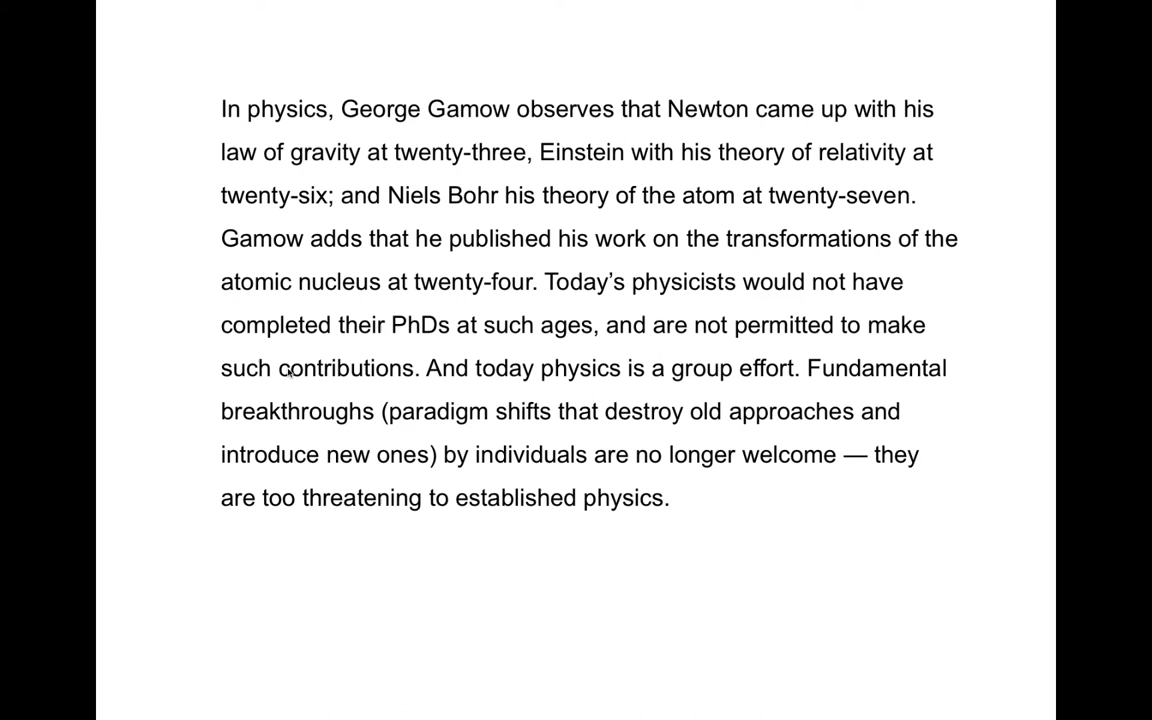 In physics, George Gamow observes that Newton came up with his
law of gravity at twenty-three, Einstein with his theory of relativity at
twenty-six; and Niels Bohr his theory of the atom at twenty-seven.
Gamow adds that he published his work on the transformations of the
atomic nucleus at twenty-four. Today’s physicists would not have
completed their PhDs at such ages, and are not permitted to make
such contributions. And today physics is a group effort. Fundamental
breakthroughs (paradigm shifts that destroy old approaches and
introduce new ones) by individuals are no longer welcome — they
are too threatening to established physics.